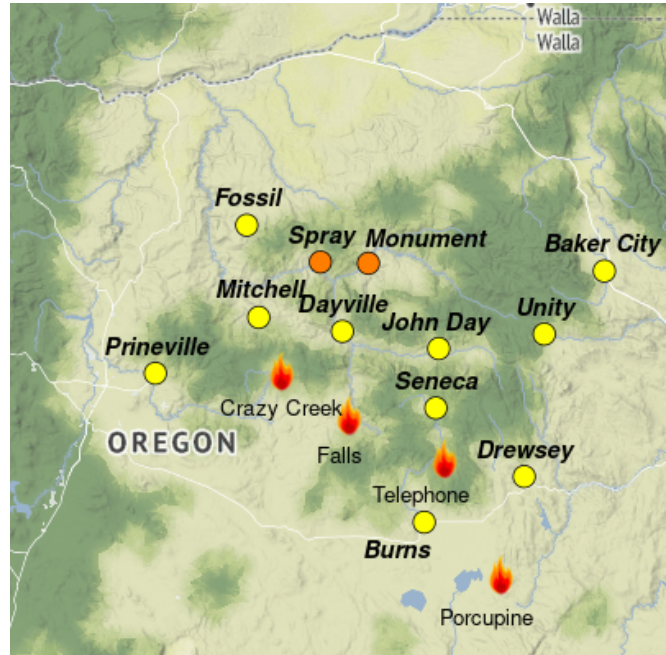 Walla
Walla
Fossil
Spray
Monument
Baker City
Mitchell
Dayville
Unity
John Day
Prineville
Seneca
Crazy Creek
OREGON
Falls
Drewsey
Telephone
Burns
Porcupine